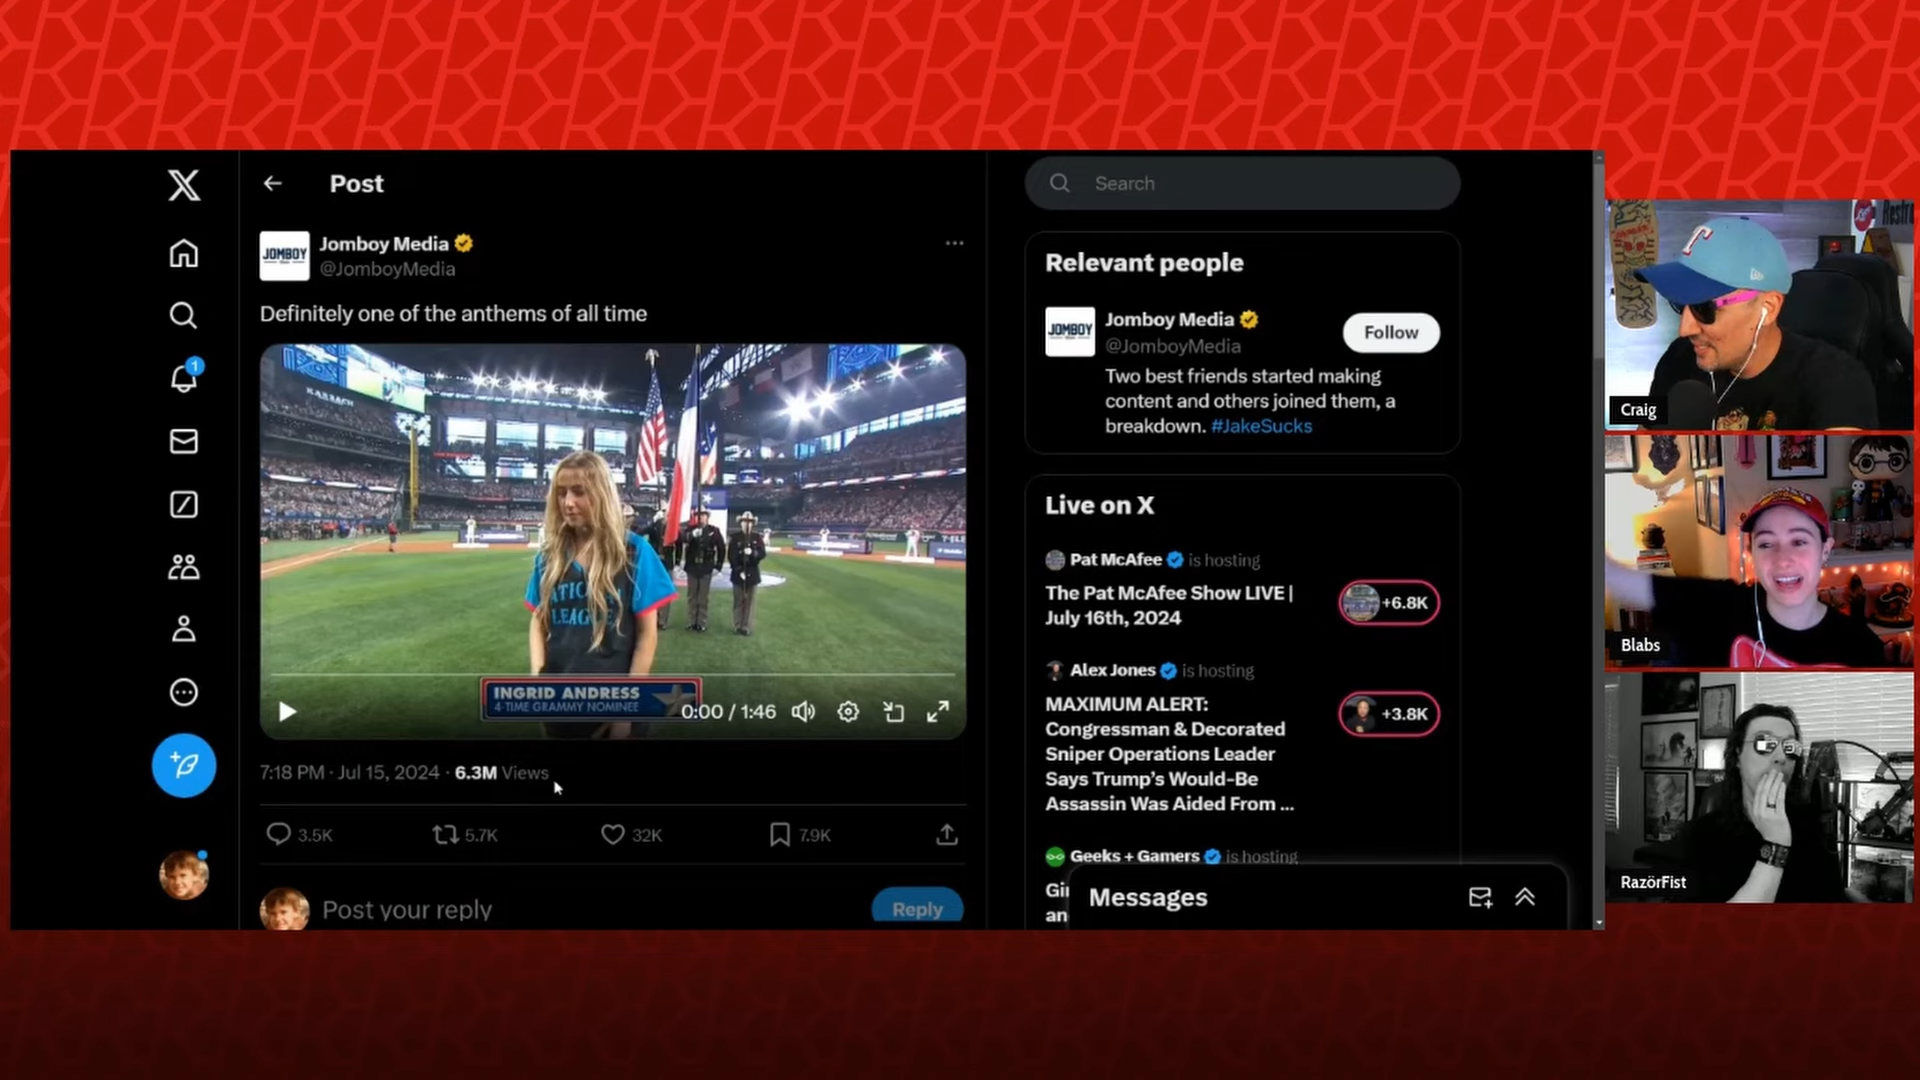 Post
Search
JOMBOY
Jomboy Media
@JomboyMedia
Definitely one of the anthems of all time
NATIONAL
LEAGUE
INGRID ANDRESS
4-TIME GRAMMY NOMINEE
0:00 / 1:46
7:18 PM · Jul 15, 2024 · 6.3M Views
3.5K
5.7K
32K
7.9K
Post your reply
Reply
1
Relevant people
JOMBOY
Jomboy Media
@JomboyMedia
Follow
Two best friends started making
content and others joined them, a
breakdown. #JakeSucks
Live on X
Pat McAfee is hosting
The Pat McAfee Show LIVE |
July 16th, 2024
+6.8K
Alex Jones is hosting
MAXIMUM ALERT:
Congressman & Decorated
Sniper Operations Leader
Says Trump's Would-Be
Assassin Was Aided From ...
+3.8K
Geeks + Gamers is hosting
Messages
Craig
Blabs
RazörFist